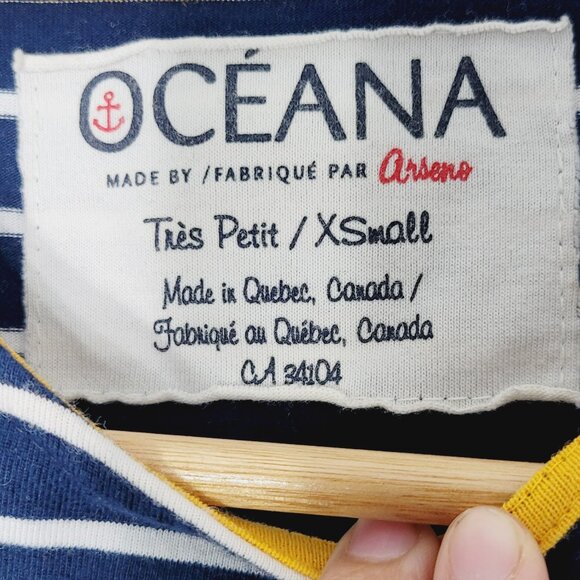 OCÉANA
MADE BY / FABRIQUÉ PAR Arseno
Très Petit / XSmall
Made in Quebec, Canada /
Fabriqué au Québec, Canada
CA 34104